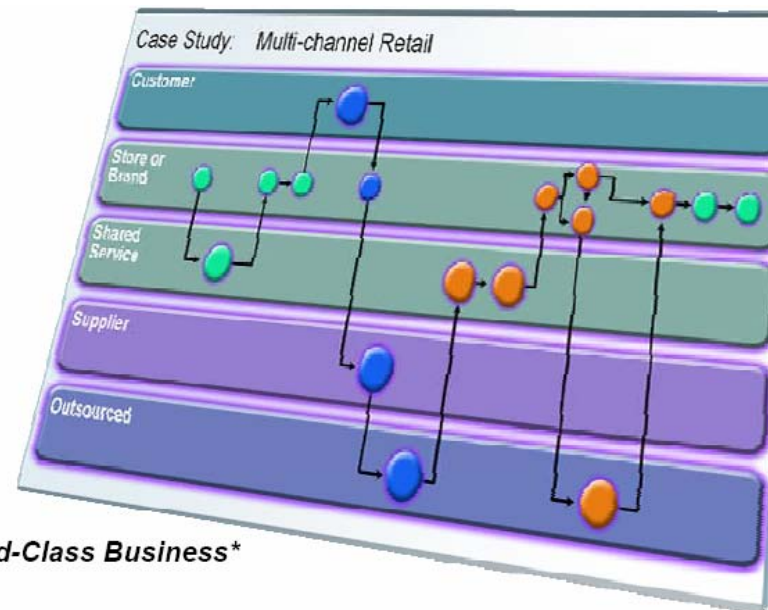 Case Study: Multi-channel Retail
Customer
Store or
Brand
Shared
Service
Supplier
Outsourced
d-Class Business*